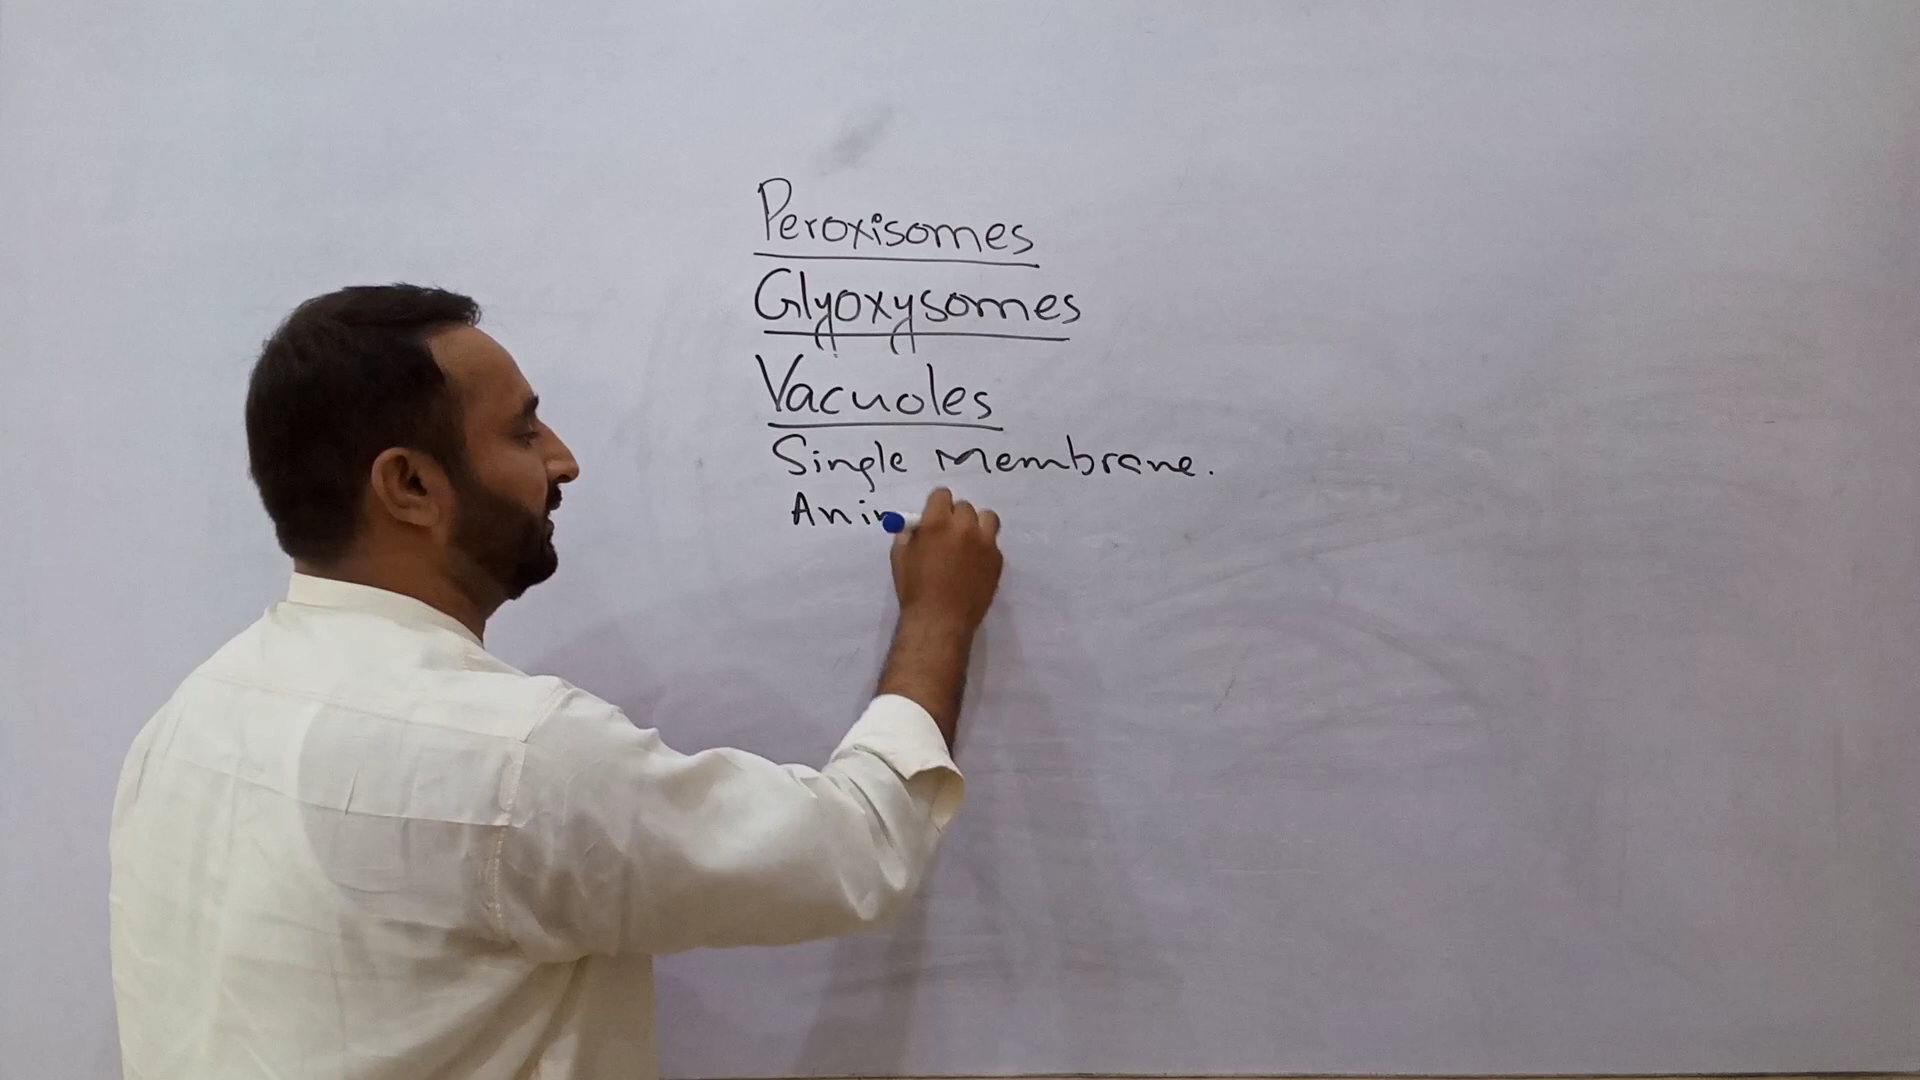 Peroxisomes
Glyoxysomes
Vacuoles
Single Membrane.
Ani